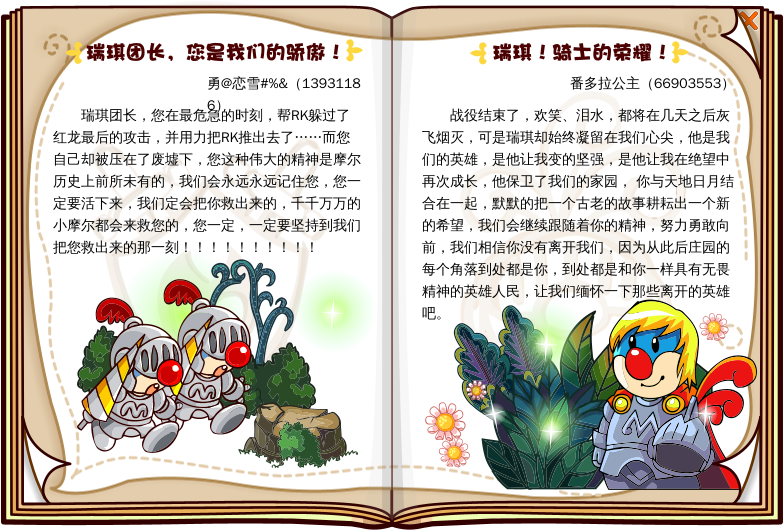 瑞琪团长，您是我们的骄傲！
勇@恋雪#%&（1393118
6）
瑞琪团长，您在最危急的时刻，帮RK躲过了
红龙最后的攻击，并用力把RK推出去了……而您
自己却被压在了废墟下，您这种伟大的精神是摩尔
历史上前所未有的，我们会永远永远记住您，您一
定要活下来，我们定会把你救出来的，千千万万的
小摩尔都会来救您的，您一定，一定要坚持到我们
把您救出来的那一刻！！！！！！！！！！
瑞琪！骑士的荣耀！
番多拉公主（66903553）
战役结束了，欢笑、泪水，都将在几天之后灰
飞烟灭，可是瑞琪却始终凝留在我们心尖，他是我
们的英雄，是他让我变的坚强，是他让我在绝望中
再次成长，他保卫了我们的家园， 你与天地日月结
合在一起，默默的把一个古老的故事耕耘出一个新
的希望，我们会继续跟随着你的精神，努力勇敢向
前，我们相信你没有离开我们，因为从此后庄园的
每个角落到处都是你，到处都是和你一样具有无畏
精神的英雄人民，让我们缅怀一下那些离开的英雄
吧。